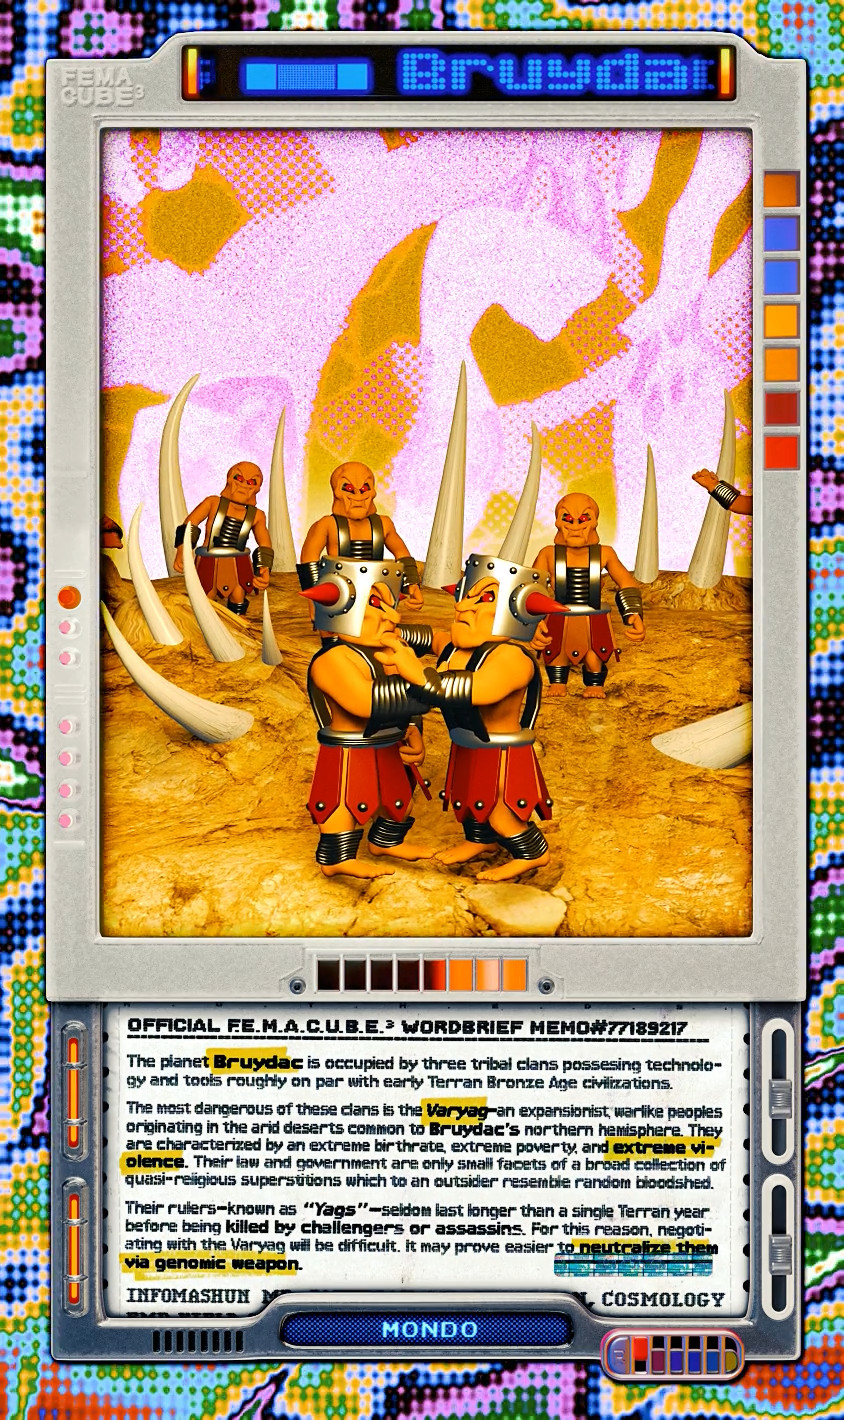 FEMA
CUBE³
Bruydac
OFFICIAL F.E.M.A.C.U.B.E.³ WORDBRIEF MEMO#77189217
The planet Bruydac is occupied by three tribal clans possesing technolo-
gy and tools roughly on par with early Terran Bronze Age civilizations.
The most dangerous of these clans is the Varyag—an expansionist, warlike peoples
originating in the arid deserts common to Bruydac's northern hemisphere. They
are characterized by an extreme birthrate, extreme poverty, and extreme vi-
olence. Their law and government are only small facets of a broad collection of
quasi-religious superstitions which to an outsider resemble random bloodshed.
Their rulers—known as "Yags"—seldom last longer than a single Terran year
before being killed by challengers or assassins. For this reason, negoti-
ating with the Varyag will be difficult. It may prove easier to neutralize them
via genomic weapon.
INFOMASHUN
COSMOLOGY
MONDO